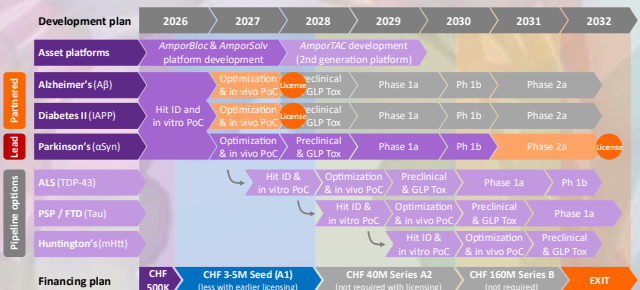 Development plan 2026 2027 2028 2029 2030 2031 2032
Asset platforms
AmporBloc & AmporSolv
platform development
AmporTAC development
(2nd generation platform)
Partnered
Alzheimer's (Aβ)
Hit ID and
in vitro PoC
Optimization
& in vivo PoC
License
Preclinical
& GLP Tox
Phase 1a
Ph 1b
Phase 2a
Diabetes II (IAPP)
Optimization
& in vivo PoC
License
Preclinical
& GLP Tox
Phase 1a
Ph 1b
Phase 2a
Lead
Parkinson's (αSyn)
Optimization
& in vivo PoC
Preclinical
& GLP Tox
Phase 1a
Ph 1b
Phase 2a
License
Pipeline options
ALS (TDP-43)
Hit ID &
in vitro PoC
Optimization
& in vivo PoC
Preclinical
& GLP Tox
Phase 1a
Ph 1b
PSP / FTD (Tau)
Hit ID &
in vitro PoC
Optimization
& in vivo PoC
Preclinical
& GLP Tox
Phase 1a
Huntington's (mHtt)
Hit ID &
in vitro PoC
Optimization
& in vivo PoC
Preclinical
& GLP Tox
Financing plan
CHF
500K
CHF 3-5M Seed (A1)
(less with earlier licensing)
CHF 40M Series A2
(not required with licensing)
CHF 160M Series B
(not required)
EXIT